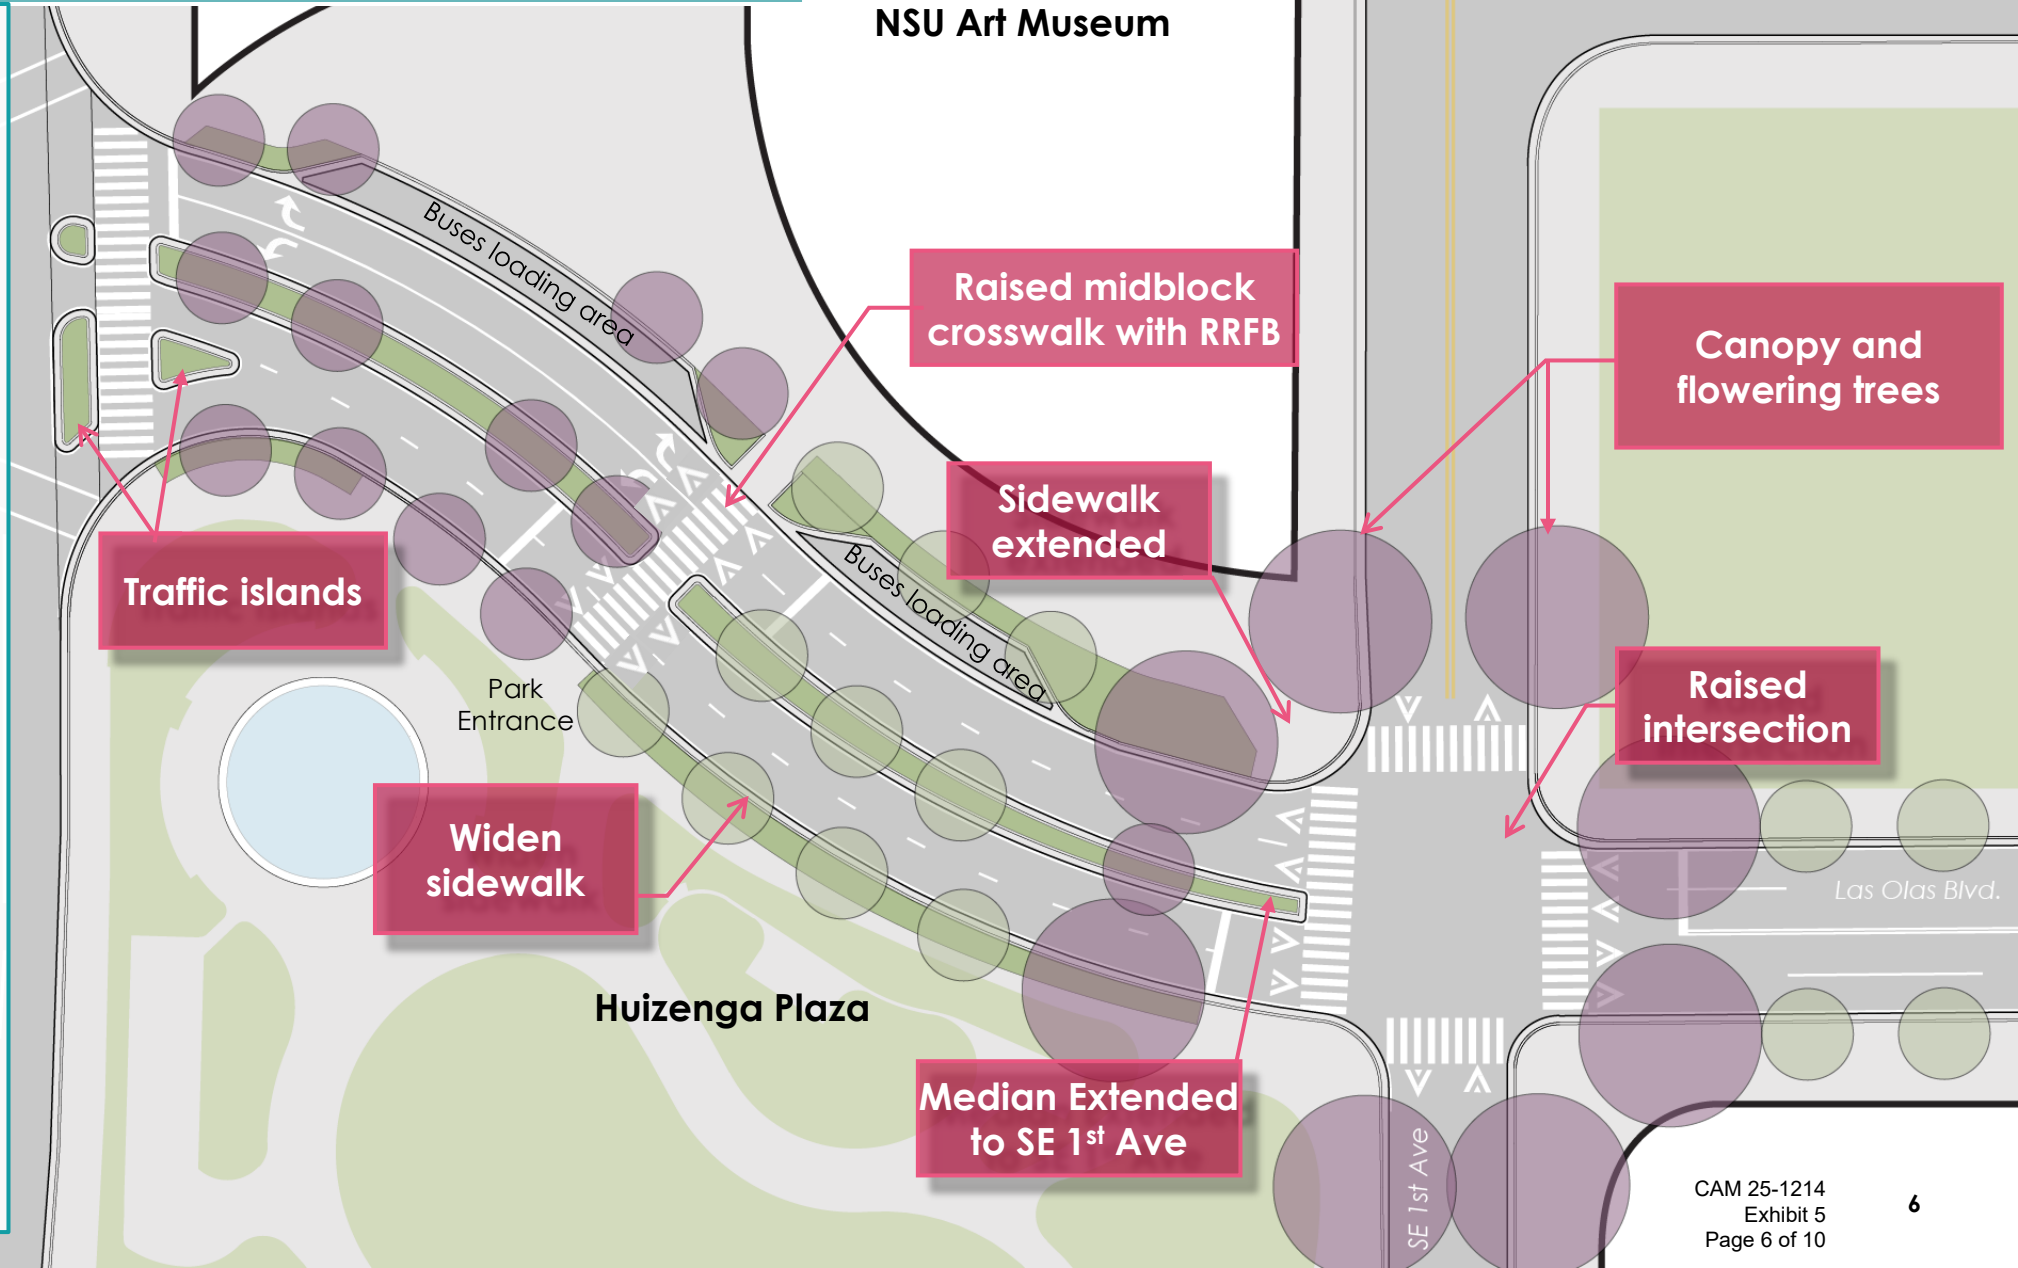 NSU Art Museum
Buses loading area
Raised midblock
crosswalk with RRFB
Canopy and
flowering trees
Sidewalk
extended
Traffic islands
Buses loading area
Raised
intersection
Park
Entrance
Widen
sidewalk
Las Olas Blvd.
Huizenga Plaza
Median Extended
to SE 1st Ave
SE 1st Ave
CAM 25-1214
Exhibit 5
Page 6 of 10
6